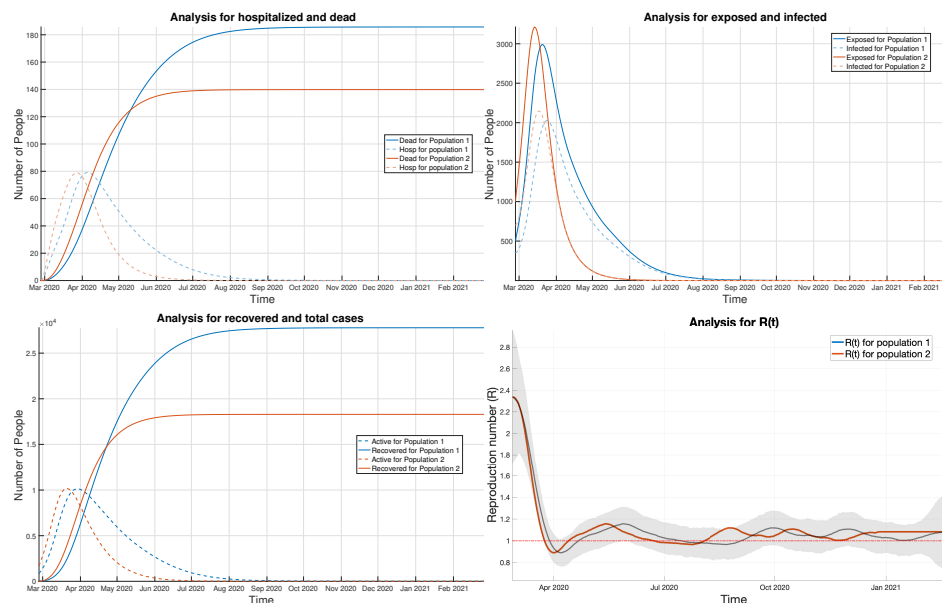 Analysis for hospitalized and dead
Number of People
180
160
140
120
100
80
60
40
20
0
Dead for Population 1
Hosp for population 1
Dead for Population 2
Hosp for population 2
Mar 2020 Apr 2020 May 2020 Jun 2020 Jul 2020 Aug 2020 Sep 2020 Oct 2020 Nov 2020 Dec 2020 Jan 2021 Feb 2021
Time
Analysis for exposed and infected
Number of People
3000
2500
2000
1500
1000
500
Exposed for Population 1
Infected for Population 1
Exposed for Population 2
Infected for Population 2
Mar 2020 Apr 2020 May 2020 Jun 2020 Jul 2020 Aug 2020 Sep 2020 Oct 2020 Nov 2020 Dec 2020 Jan 2021 Feb 2021
Time
Analysis for recovered and total cases
×10⁴
Number of People
2.5
2
1.5
1
0.5
0
Active for Population 1
Recovered for Population 1
Active for Population 2
Recovered for Population 2
Mar 2020 Apr 2020 May 2020 Jun 2020 Jul 2020 Aug 2020 Sep 2020 Oct 2020 Nov 2020 Dec 2020 Jan 2021 Feb 2021
Time
Analysis for R(t)
Reproduction number (R)
2.8
2.6
2.4
2.2
2
1.8
1.6
1.4
1.2
1
0.8
R(t) for population 1
R(t) for population 2
Apr 2020 Jul 2020 Oct 2020 Jan 2021
Time